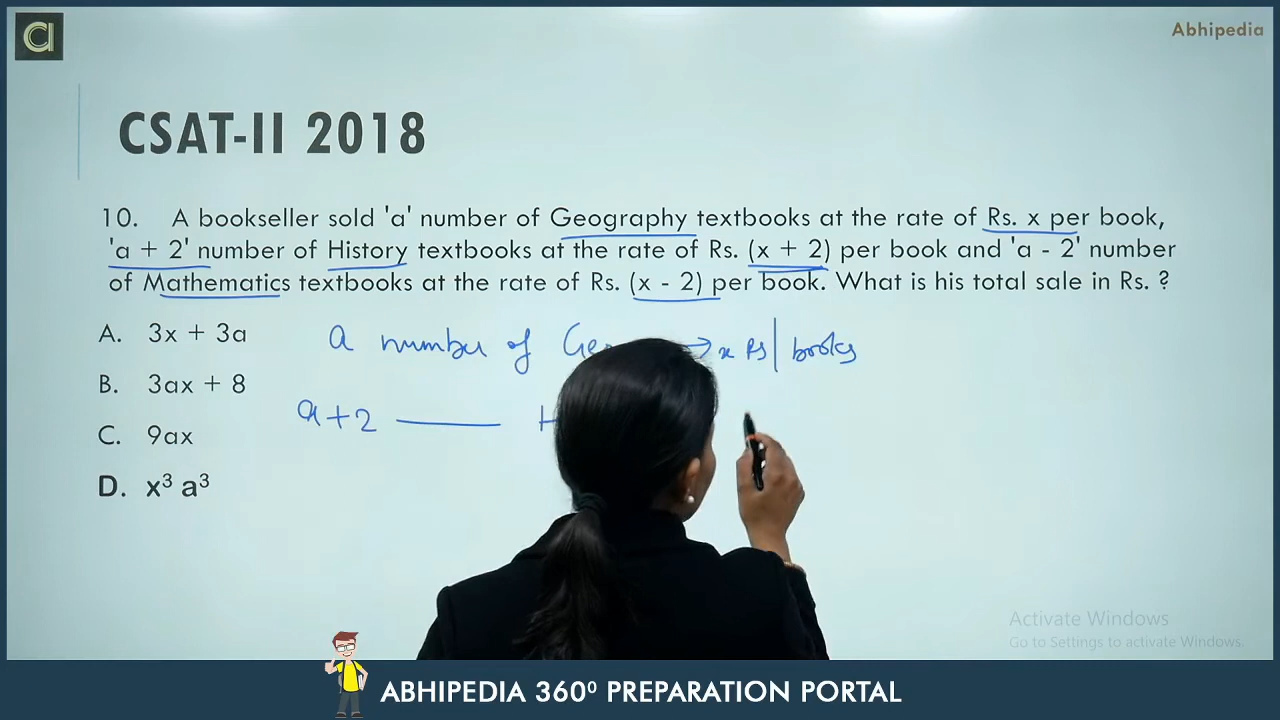 Abhipedia
CSAT-II 2018
10. A bookseller sold 'a' number of Geography textbooks at the rate of Rs. x per book,
'a + 2' number of History textbooks at the rate of Rs. (x + 2) per book and 'a - 2' number
of Mathematics textbooks at the rate of Rs. (x - 2) per book. What is his total sale in Rs. ?
A. 3x + 3a
B. 3ax + 8
C. 9ax
D. x³ a³
a number of Ge → x Rs | books
a+2 — H
Activate Windows
Go to Settings to activate Windows.
ABHIPEDIA 360⁰ PREPARATION PORTAL